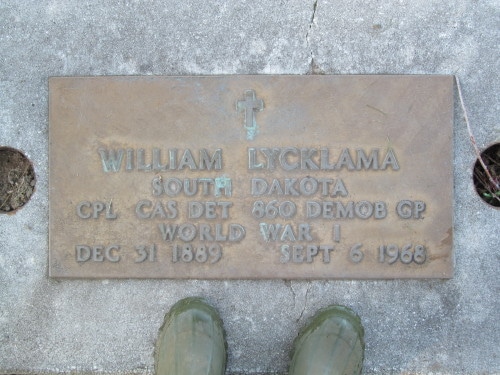 WILLIAM LYCKLAMA
SOUTH DAKOTA
CPL CAS DET 860 DEMOB GP
WORLD WAR I
DEC 31 1889 SEPT 6 1968